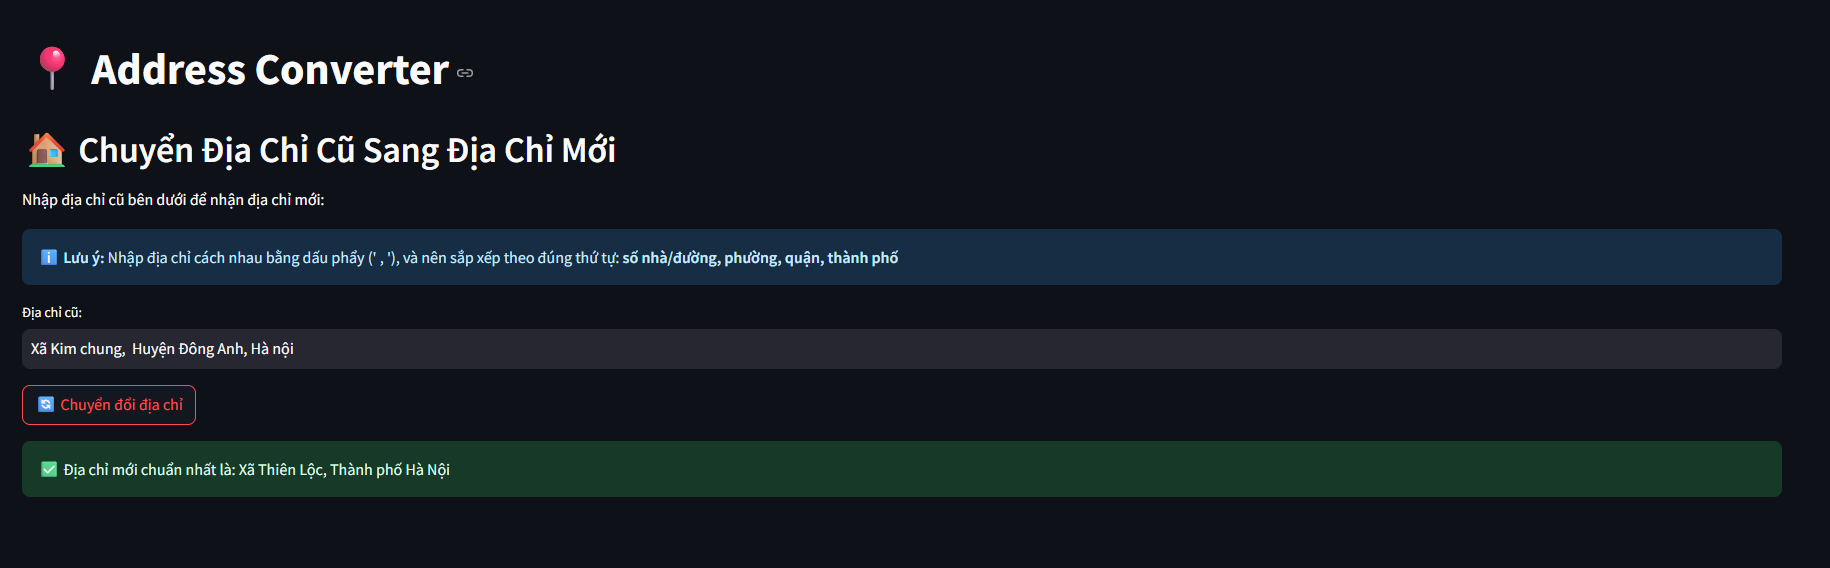 Address Converter
Chuyển Địa Chỉ Cũ Sang Địa Chỉ Mới
Nhập địa chỉ cũ bên dưới để nhận địa chỉ mới:
Lưu ý: Nhập địa chỉ cách nhau bằng dấu phẩy (' , '), và nên sắp xếp theo đúng thứ tự: số nhà/đường, phường, quận, thành phố
Địa chỉ cũ:
Xã Kim chung,  Huyện Đông Anh, Hà nội
Chuyển đổi địa chỉ
Địa chỉ mới chuẩn nhất là: Xã Thiên Lộc, Thành phố Hà Nội